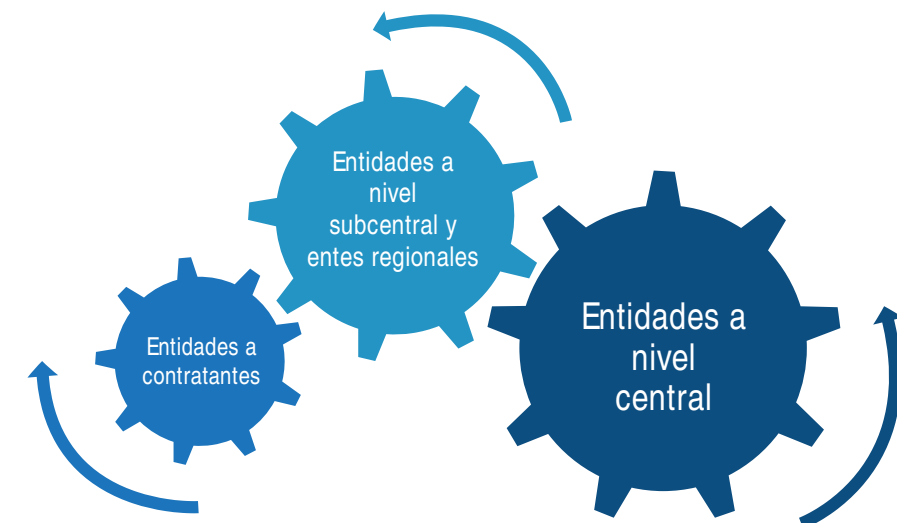 Entidades a
nivel
subcentral y
entes regionales
Entidades a
contratantes
Entidades a
nivel
central